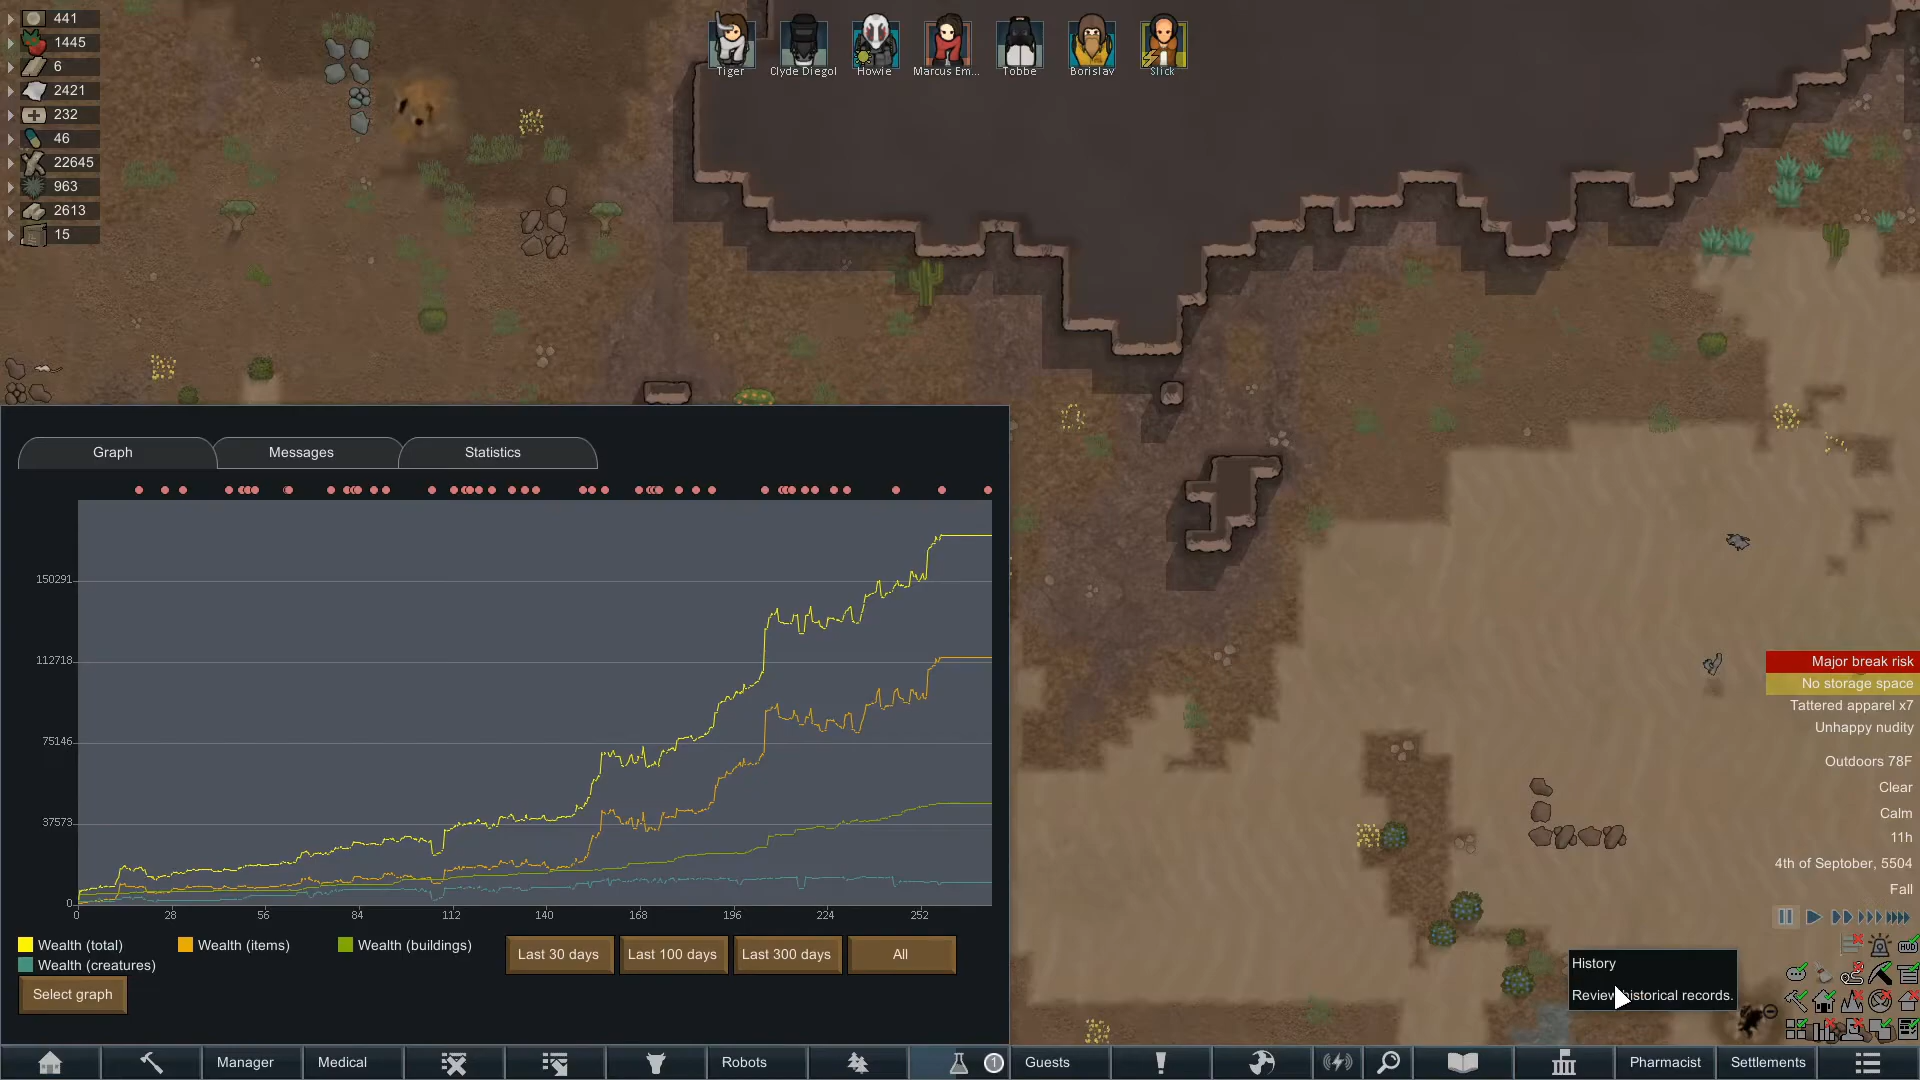 441
1445
6
2421
232
46
22645
963
2613
15
Tiger
Clyde Diegol
Howie
Marcus Em...
Tobbe
Borislav
Slick
Graph
Messages
Statistics
150291
112718
75146
37573
0
0 28 56 84 112 140 168 196 224 252
Wealth (total)
Wealth (items)
Wealth (buildings)
Wealth (creatures)
Last 30 days
Last 100 days
Last 300 days
All
Select graph
Major break risk
No storage space
Tattered apparel x7
Unhappy nudity
Outdoors 78F
Clear
Calm
11h
4th of Septober, 5504
Fall
HUD
History
Review historical records.
Manager
Medical
Robots
1
Guests
Pharmacist
Settlements